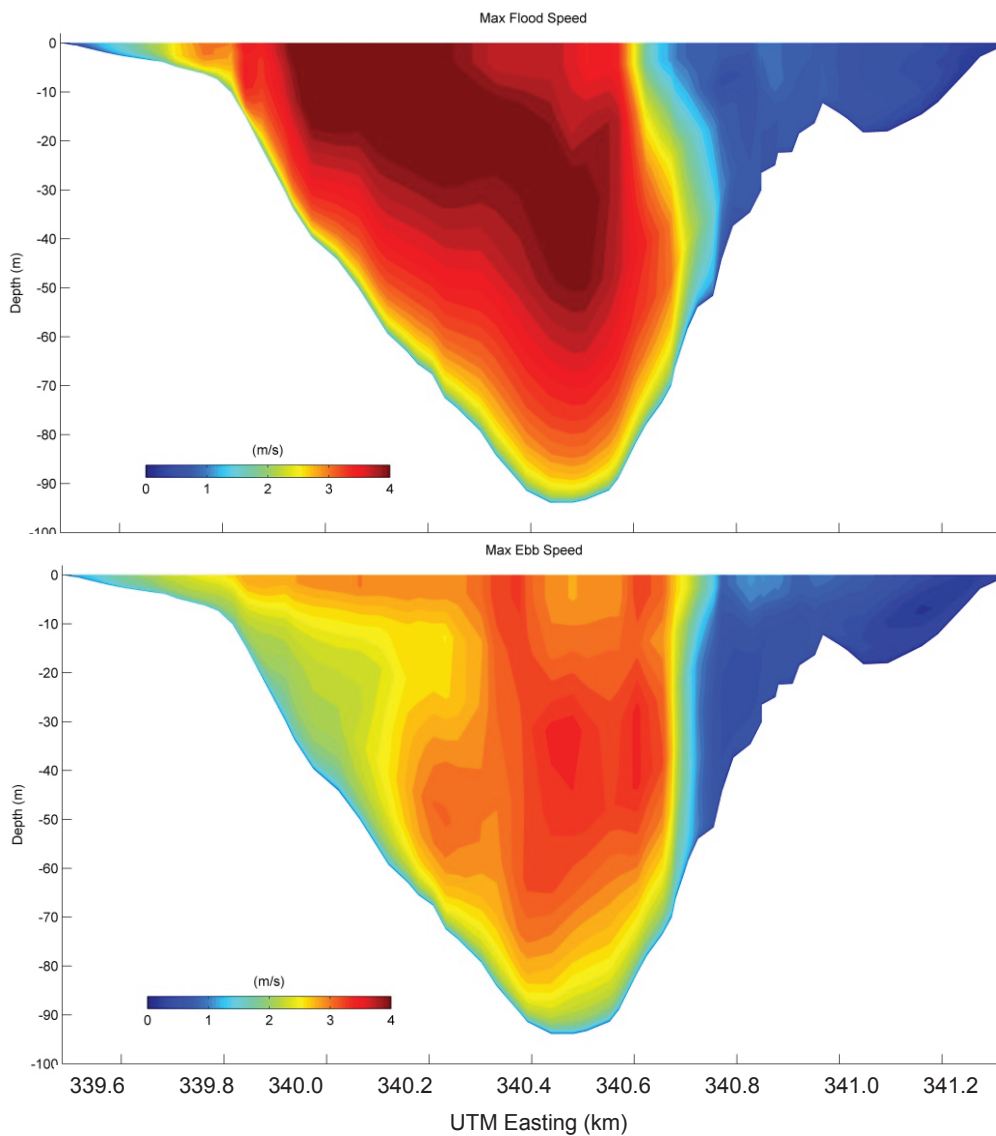 Max Flood Speed
0
-10
-20
-30
-40
-50
-60
-70
-80
-90
-100
Depth (m)
(m/s)
0 1 2 3 4
Max Ebb Speed
0
-10
-20
-30
-40
-50
-60
-70
-80
-90
-100
Depth (m)
(m/s)
0 1 2 3 4
339.6 339.8 340.0 340.2 340.4 340.6 340.8 341.0 341.2
UTM Easting (km)